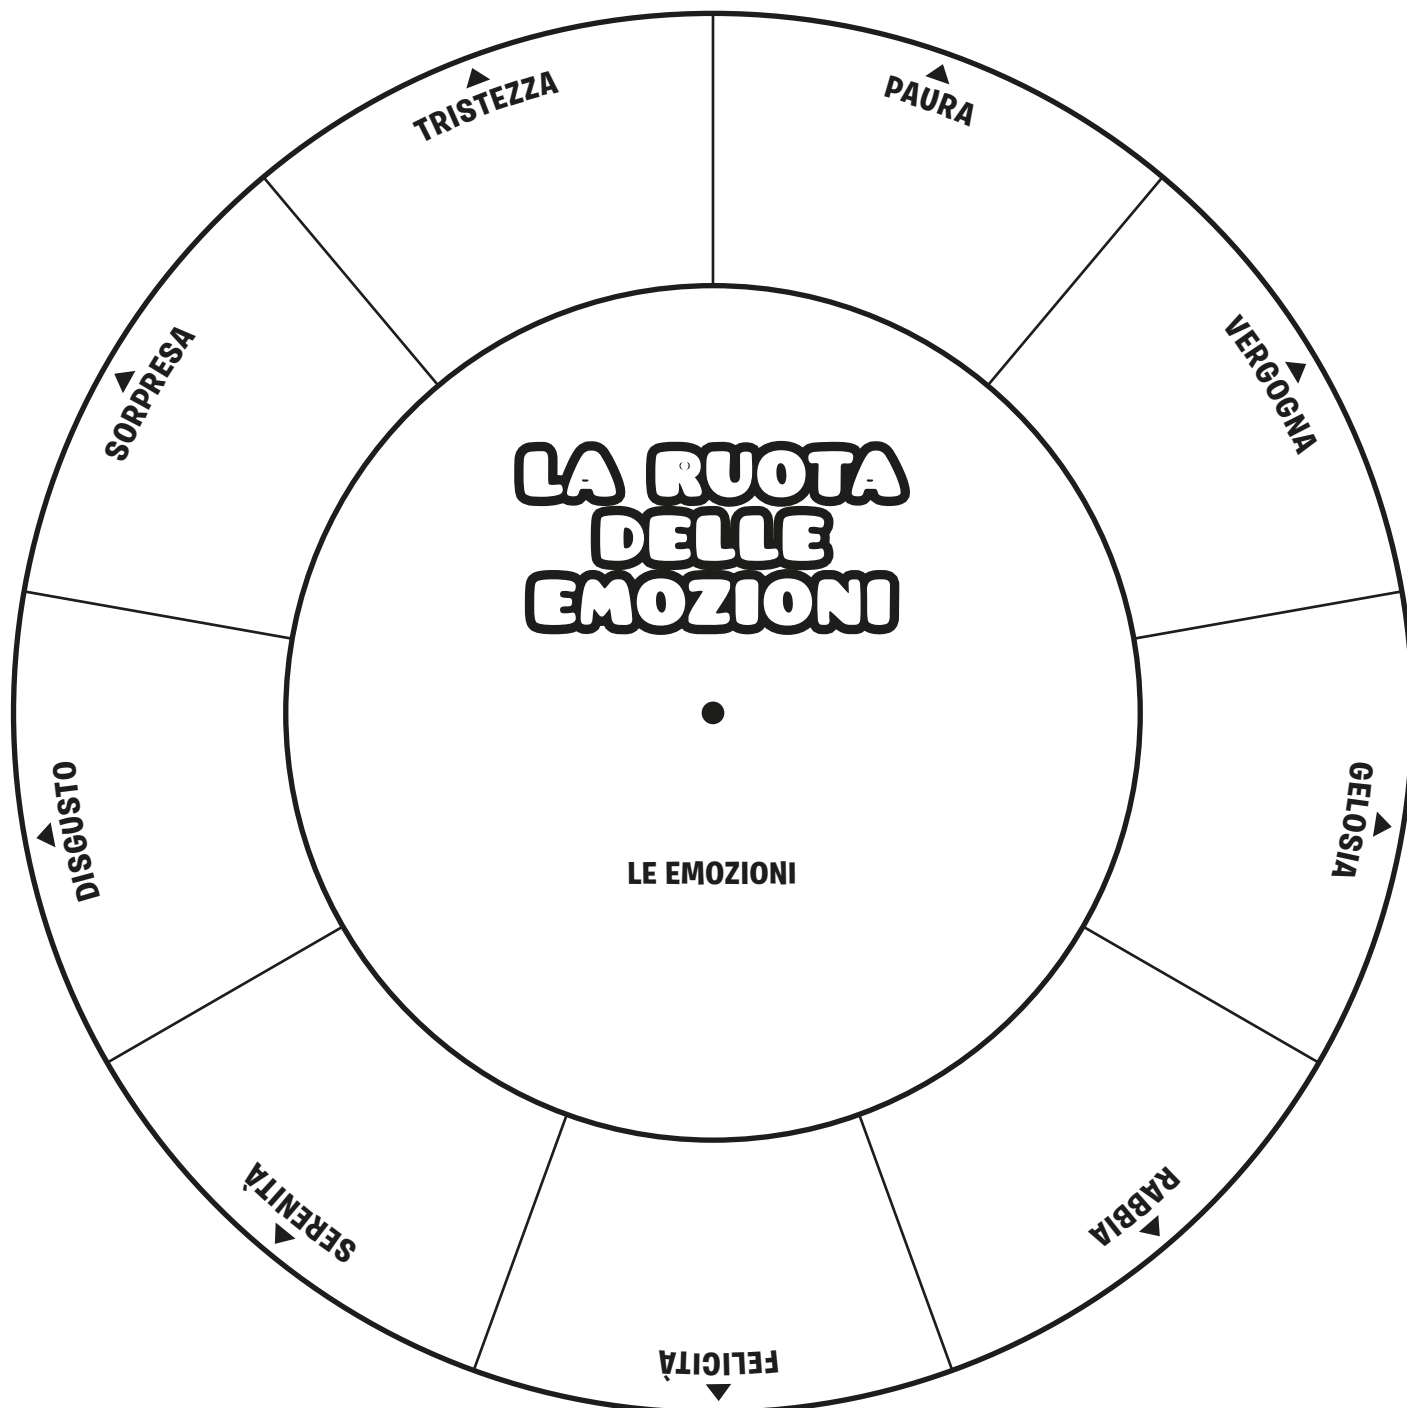 TRISTEZZA
PAURA
VERGOGNA
GELOSIA
RABBIA
FELICITÀ
SERENITÀ
DISGUSTO
SORPRESA
LA RUOTA
DELLE
EMOZIONI
LE EMOZIONI